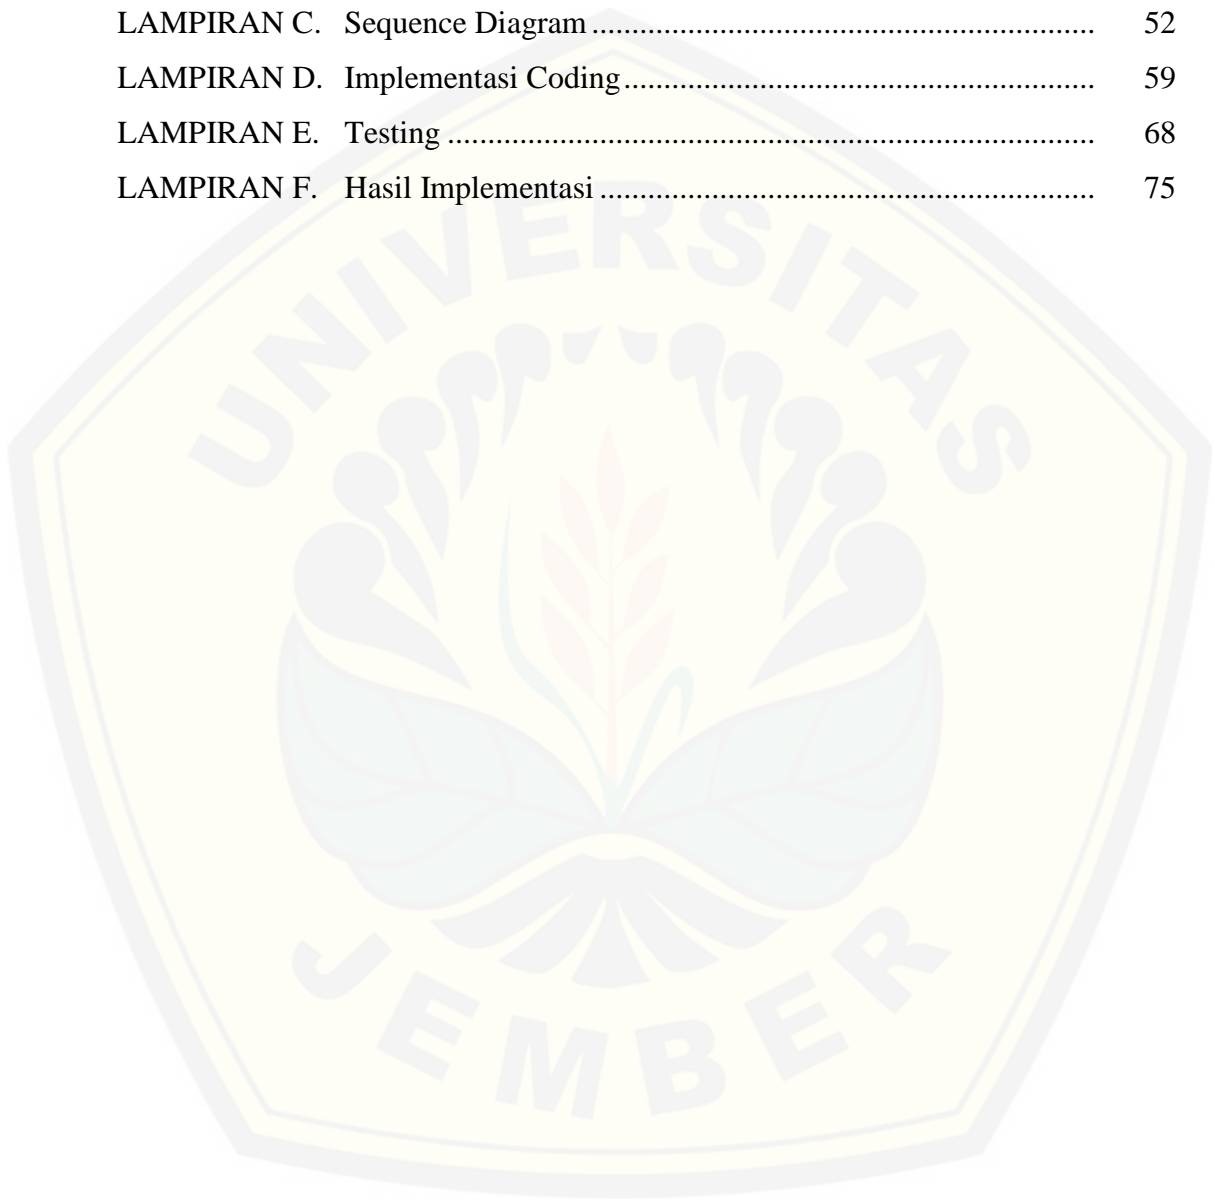 LAMPIRAN C. Sequence Diagram ............................................................. 52
LAMPIRAN D. Implementasi Coding ......................................................... 59
LAMPIRAN E. Testing ............................................................................... 68
LAMPIRAN F. Hasil Implementasi ............................................................ 75
UNIVERSITAS
JEMBER